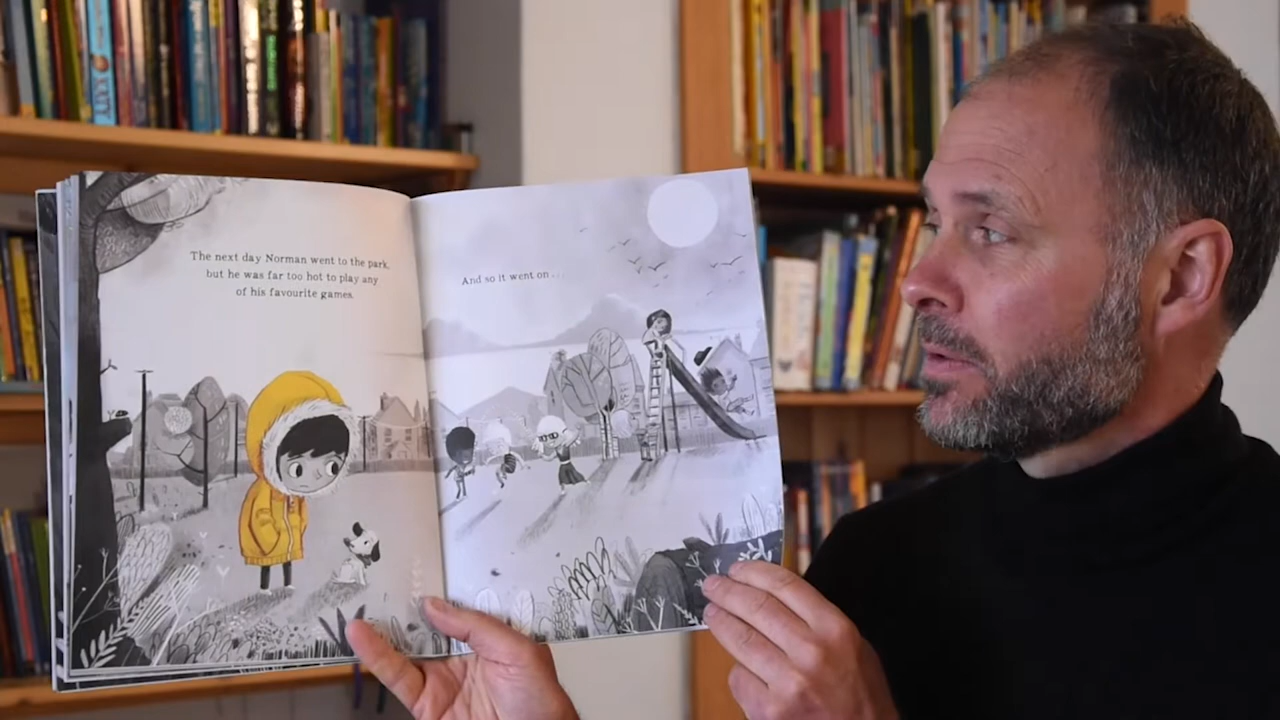 The next day Norman went to the park,
but he was far too hot to play any
of his favourite games.
And so it went on...
KATY